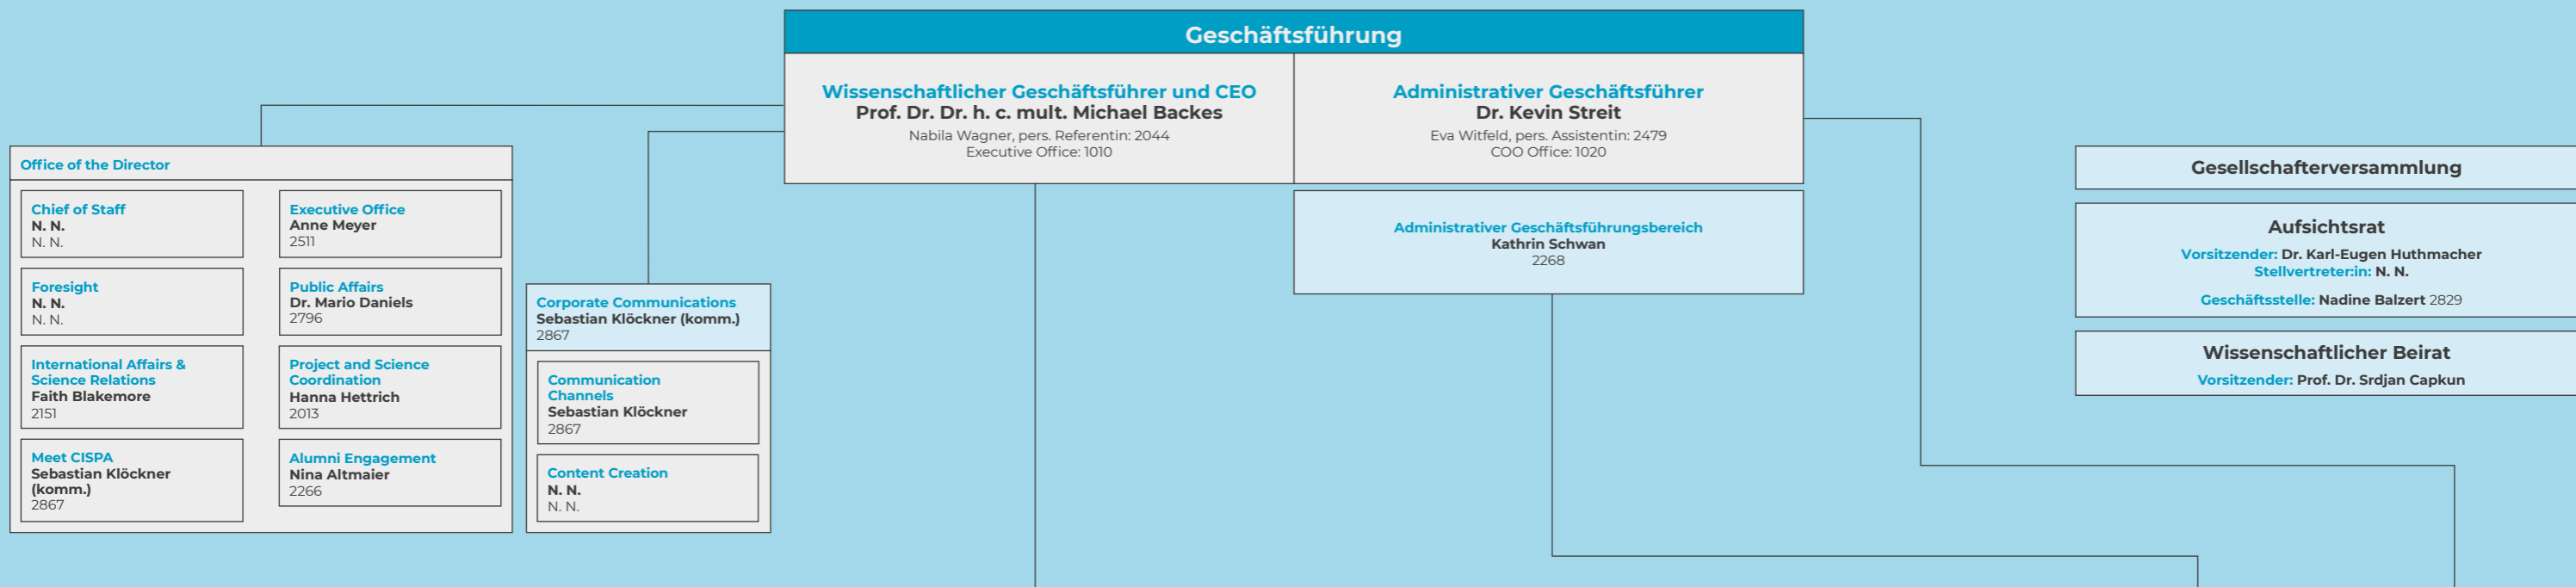 Geschäftsführung
Wissenschaftlicher Geschäftsführer und CEO
Prof. Dr. Dr. h. c. mult. Michael Backes
Nabila Wagner, pers. Referentin: 2044
Executive Office: 1010
Administrativer Geschäftsführer
Dr. Kevin Streit
Eva Witfeld, pers. Assistentin: 2479
COO Office: 1020
Administrativer Geschäftsführungsbereich
Kathrin Schwan
2268
Office of the Director
Chief of Staff
N. N.
N. N.
Executive Office
Anne Meyer
2511
Foresight
N. N.
N. N.
Public Affairs
Dr. Mario Daniels
2796
International Affairs &
Science Relations
Faith Blakemore
2151
Project and Science
Coordination
Hanna Hettrich
2013
Meet CISPA
Sebastian Klöckner
(komm.)
2867
Alumni Engagement
Nina Altmaier
2266
Corporate Communications
Sebastian Klöckner (komm.)
2867
Communication
Channels
Sebastian Klöckner
2867
Content Creation
N. N.
N. N.
Gesellschafterversammlung
Aufsichtsrat
Vorsitzender: Dr. Karl-Eugen Huthmacher
Stellvertreter:in: N. N.
Geschäftsstelle: Nadine Balzert 2829
Wissenschaftlicher Beirat
Vorsitzender: Prof. Dr. Srdjan Capkun